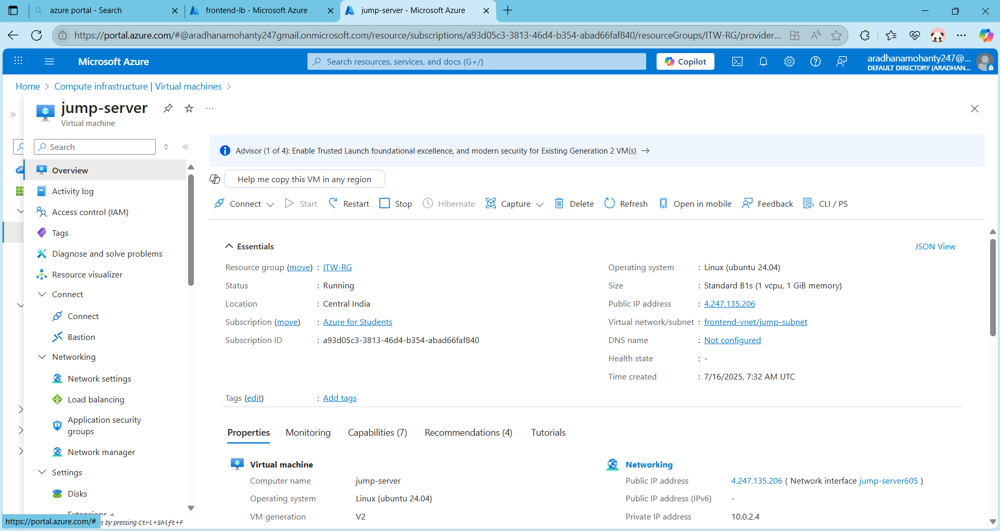 azure portal - Search
frontend-lb - Microsoft Azure
jump-server - Microsoft Azure
https://portal.azure.com/#@aradhanamohanty247gmail.onmicrosoft.com/resource/subscriptions/a93d05c3-3813-46d4-b354-abad66faf840/resourceGroups/ITW-RG/provider...
Microsoft Azure
Search resources, services, and docs (G+/)
Copilot
aradhanamohanty247@...
DEFAULT DIRECTORY (ARADHAN...
Home > Compute infrastructure | Virtual machines >
jump-server
Virtual machine
Search
Overview
Activity log
Access control (IAM)
Tags
Diagnose and solve problems
Resource visualizer
Connect
Connect
Bastion
Networking
Network settings
Load balancing
Application security
groups
Network manager
Settings
Disks
Extensions +
https://portal.azure.com/#
s by pressing Ctrl+Shift+F
Advisor (1 of 4): Enable Trusted Launch foundational excellence, and modern security for Existing Generation 2 VM(s) →
Help me copy this VM in any region
Connect Start Restart Stop Hibernate Capture Delete Refresh Open in mobile Feedback CLI / PS
Essentials
JSON View
Resource group (move) : ITW-RG
Status : Running
Location : Central India
Subscription (move) : Azure for Students
Subscription ID : a93d05c3-3813-46d4-b354-abad66faf840
Operating system : Linux (ubuntu 24.04)
Size : Standard B1s (1 vcpu, 1 GiB memory)
Public IP address : 4.247.135.206
Virtual network/subnet : frontend-vnet/jump-subnet
DNS name : Not configured
Health state : -
Time created : 7/16/2025, 7:32 AM UTC
Tags (edit) : Add tags
Properties Monitoring Capabilities (7) Recommendations (4) Tutorials
Virtual machine
Computer name jump-server
Operating system Linux (ubuntu 24.04)
VM generation V2
Networking
Public IP address 4.247.135.206 ( Network interface jump-server605 )
Public IP address (IPv6) -
Private IP address 10.0.2.4